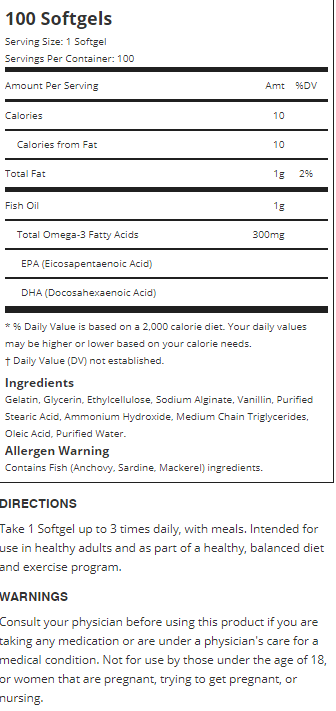 100 Softgels
Serving Size: 1 Softgel
Servings Per Container: 100
Amount Per Serving Amt %DV
Calories 10
Calories from Fat 10
Total Fat 1g 2%
Fish Oil 1g
Total Omega-3 Fatty Acids 300mg
EPA (Eicosapentaenoic Acid)
DHA (Docosahexaenoic Acid)
* % Daily Value is based on a 2,000 calorie diet. Your daily values
may be higher or lower based on your calorie needs.
† Daily Value (DV) not established.
Ingredients
Gelatin, Glycerin, Ethylcellulose, Sodium Alginate, Vanillin, Purified
Stearic Acid, Ammonium Hydroxide, Medium Chain Triglycerides,
Oleic Acid, Purified Water.
Allergen Warning
Contains Fish (Anchovy, Sardine, Mackerel) ingredients.
DIRECTIONS
Take 1 Softgel up to 3 times daily, with meals. Intended for
use in healthy adults and as part of a healthy, balanced diet
and exercise program.
WARNINGS
Consult your physician before using this product if you are
taking any medication or are under a physician's care for a
medical condition. Not for use by those under the age of 18,
or women that are pregnant, trying to get pregnant, or
nursing.